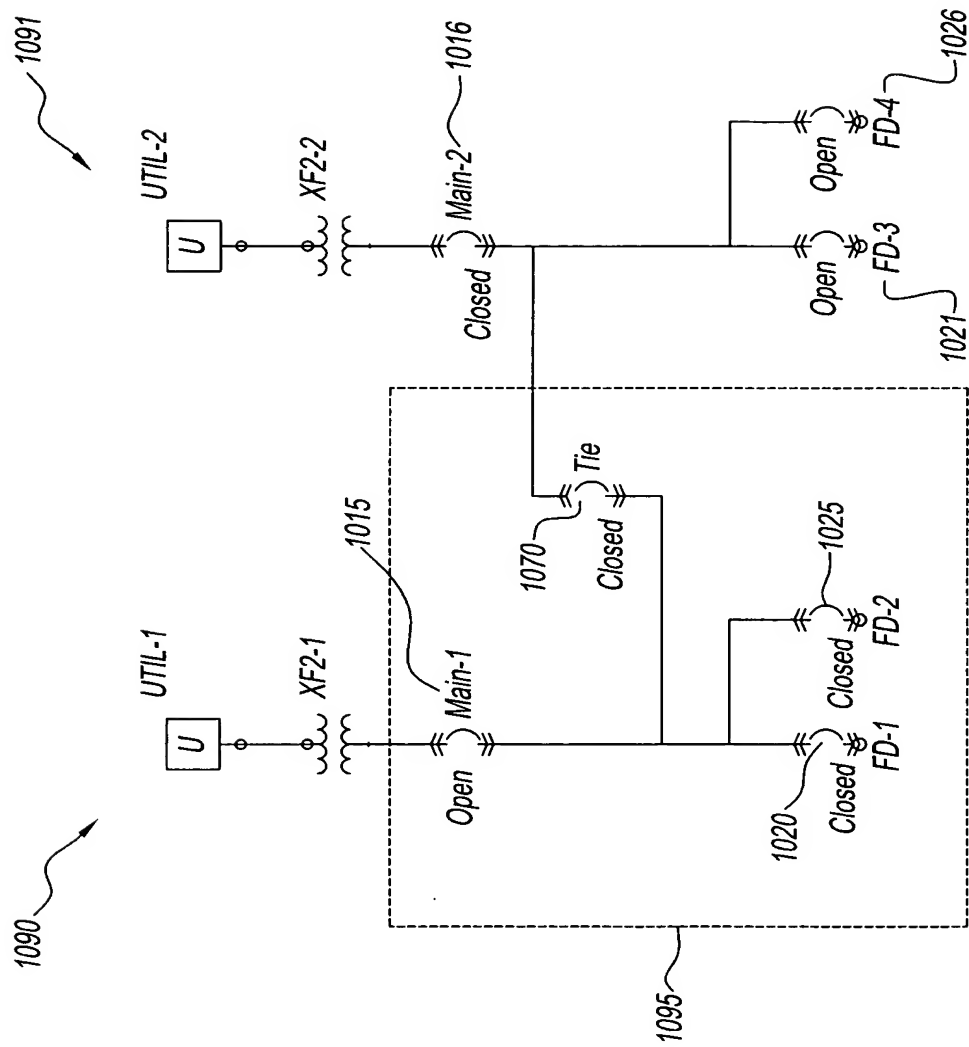 1090
1091
UTIL-1
UTIL-2
U
U
XF2-1
XF2-2
1015
1016
Main-1
Main-2
Open
Closed
Tie
1070
Closed
1025
1020
Closed
Closed
Open
Open
FD-1
FD-2
FD-3
FD-4
1021
1026
1095